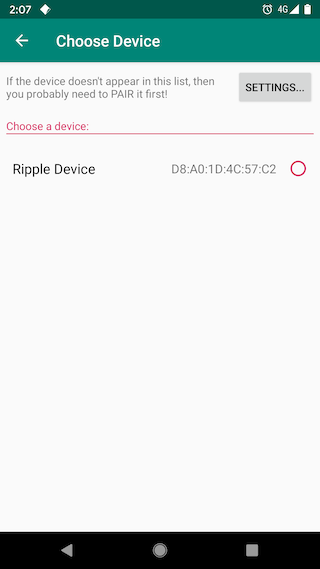 2:07
4G
Choose Device
If the device doesn't appear in this list, then
you probably need to PAIR it first!
SETTINGS...
Choose a device:
Ripple Device
D8:A0:1D:4C:57:C2